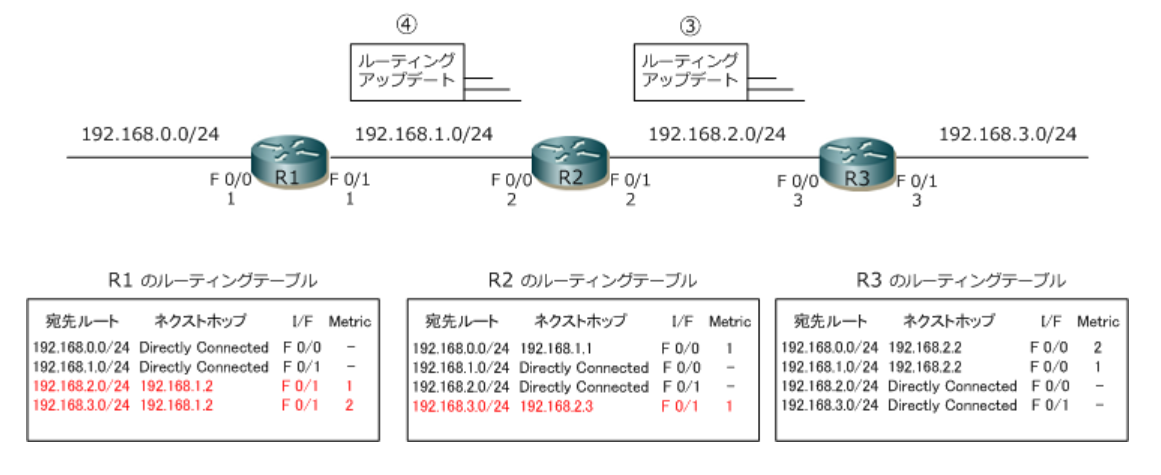 ④ ③
ルーティング ルーティング
アップデート アップデート
192.168.0.0/24 192.168.1.0/24 192.168.2.0/24 192.168.3.0/24
R1 R2 R3
F 0/0 F 0/1 F 0/0 F 0/1 F 0/0 F 0/1
1 1 2 2 3 3
R1 のルーティングテーブル
宛先ルート ネクストホップ I/F Metric
192.168.0.0/24 Directly Connected F 0/0 −
192.168.1.0/24 Directly Connected F 0/1 −
192.168.2.0/24 192.168.1.2 F 0/1 1
192.168.3.0/24 192.168.1.2 F 0/1 2
R2 のルーティングテーブル
宛先ルート ネクストホップ I/F Metric
192.168.0.0/24 192.168.1.1 F 0/0 1
192.168.1.0/24 Directly Connected F 0/0 −
192.168.2.0/24 Directly Connected F 0/1 −
192.168.3.0/24 192.168.2.3 F 0/1 1
R3 のルーティングテーブル
宛先ルート ネクストホップ I/F Metric
192.168.0.0/24 192.168.2.2 F 0/0 2
192.168.1.0/24 192.168.2.2 F 0/0 1
192.168.2.0/24 Directly Connected F 0/0 −
192.168.3.0/24 Directly Connected F 0/1 −